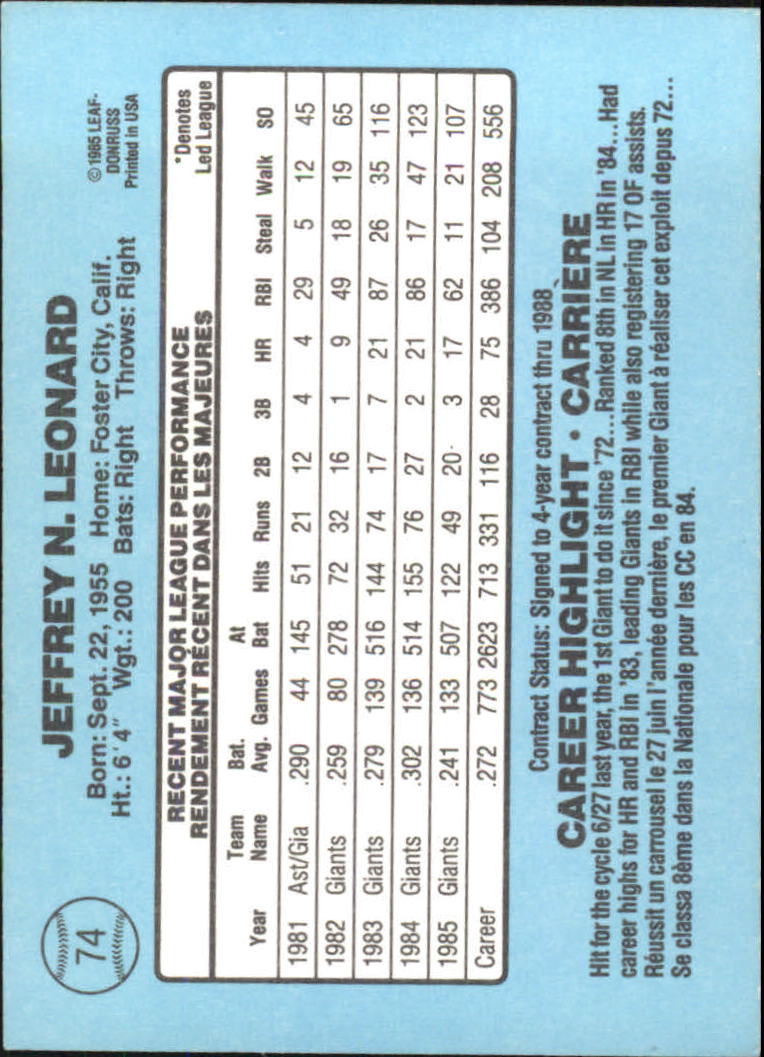 74
JEFFREY N. LEONARD
Born: Sept. 22, 1955 Home: Foster City, Calif.
Ht.: 6' 4" Wgt.: 200 Bats: Right Throws: Right
©1985 LEAF-
DONRUSS
Printed in USA
RECENT MAJOR LEAGUE PERFORMANCE
RENDEMENT RÉCENT DANS LES MAJEURES
*Denotes
Led League
Year Team Name Bat. Avg. Games At Bat Hits Runs 2B 3B HR RBI Steal Walk SO
1981 Ast/Gia .290 44 145 51 21 12 4 4 29 5 12 45
1982 Giants .259 80 278 72 32 16 1 9 49 18 19 65
1983 Giants .279 139 516 144 74 17 7 21 87 26 35 116
1984 Giants .302 136 514 155 76 27 2 21 86 17 47 123
1985 Giants .241 133 507 122 49 20 3 17 62 11 21 107
Career .272 773 2623 713 331 116 28 75 386 104 208 556
Contract Status: Signed to 4-year contract thru 1988
CAREER HIGHLIGHT • CARRIÈRE
Hit for the cycle 6/27 last year, the 1st Giant to do it since '72...Ranked 8th in NL in HR in '84...Had
career highs for HR and RBI in '83, leading Giants in RBI while also registering 17 OF assists.
Réussit un carrousel le 27 juin l'année dernière, le premier Giant à réaliser cet exploit depus 72...
Se classa 8ème dans la Nationale pour les CC en 84.